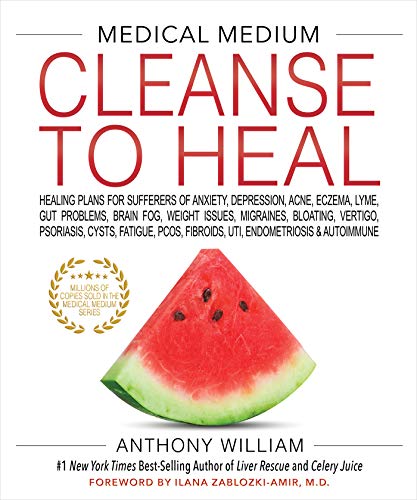 MEDICAL MEDIUM
CLEANSE
TO HEAL
HEALING PLANS FOR SUFFERERS OF ANXIETY, DEPRESSION, ACNE, ECZEMA, LYME,
GUT PROBLEMS, BRAIN FOG, WEIGHT ISSUES, MIGRAINES, BLOATING, VERTIGO,
PSORIASIS, CYSTS, FATIGUE, PCOS, FIBROIDS, UTI, ENDOMETRIOSIS & AUTOIMMUNE
MILLIONS OF
COPIES SOLD IN THE
MEDICAL MEDIUM
SERIES
ANTHONY WILLIAM
#1 New York Times Best-Selling Author of Liver Rescue and Celery Juice
FOREWORD BY ILANA ZABLOZKI-AMIR, M.D.